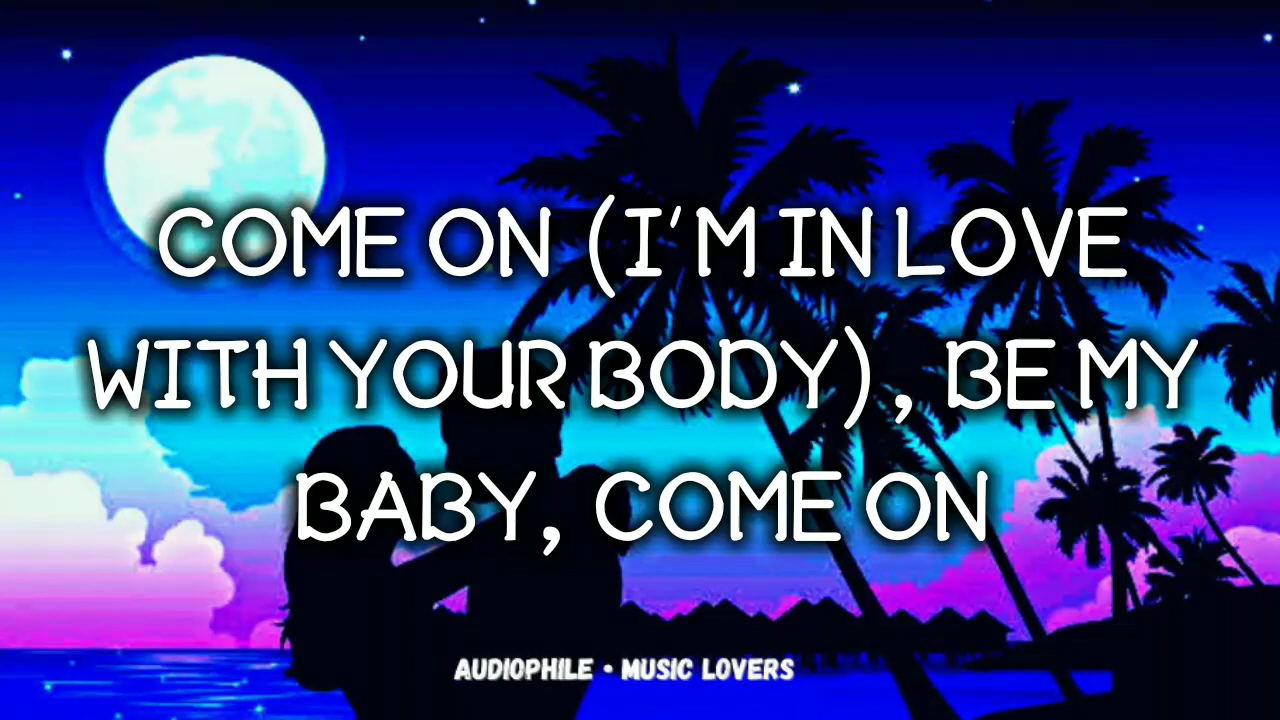 COME ON (I'M IN LOVE
WITH YOUR BODY), BE MY
BABY, COME ON
AUDIOPHILE • MUSIC LOVERS